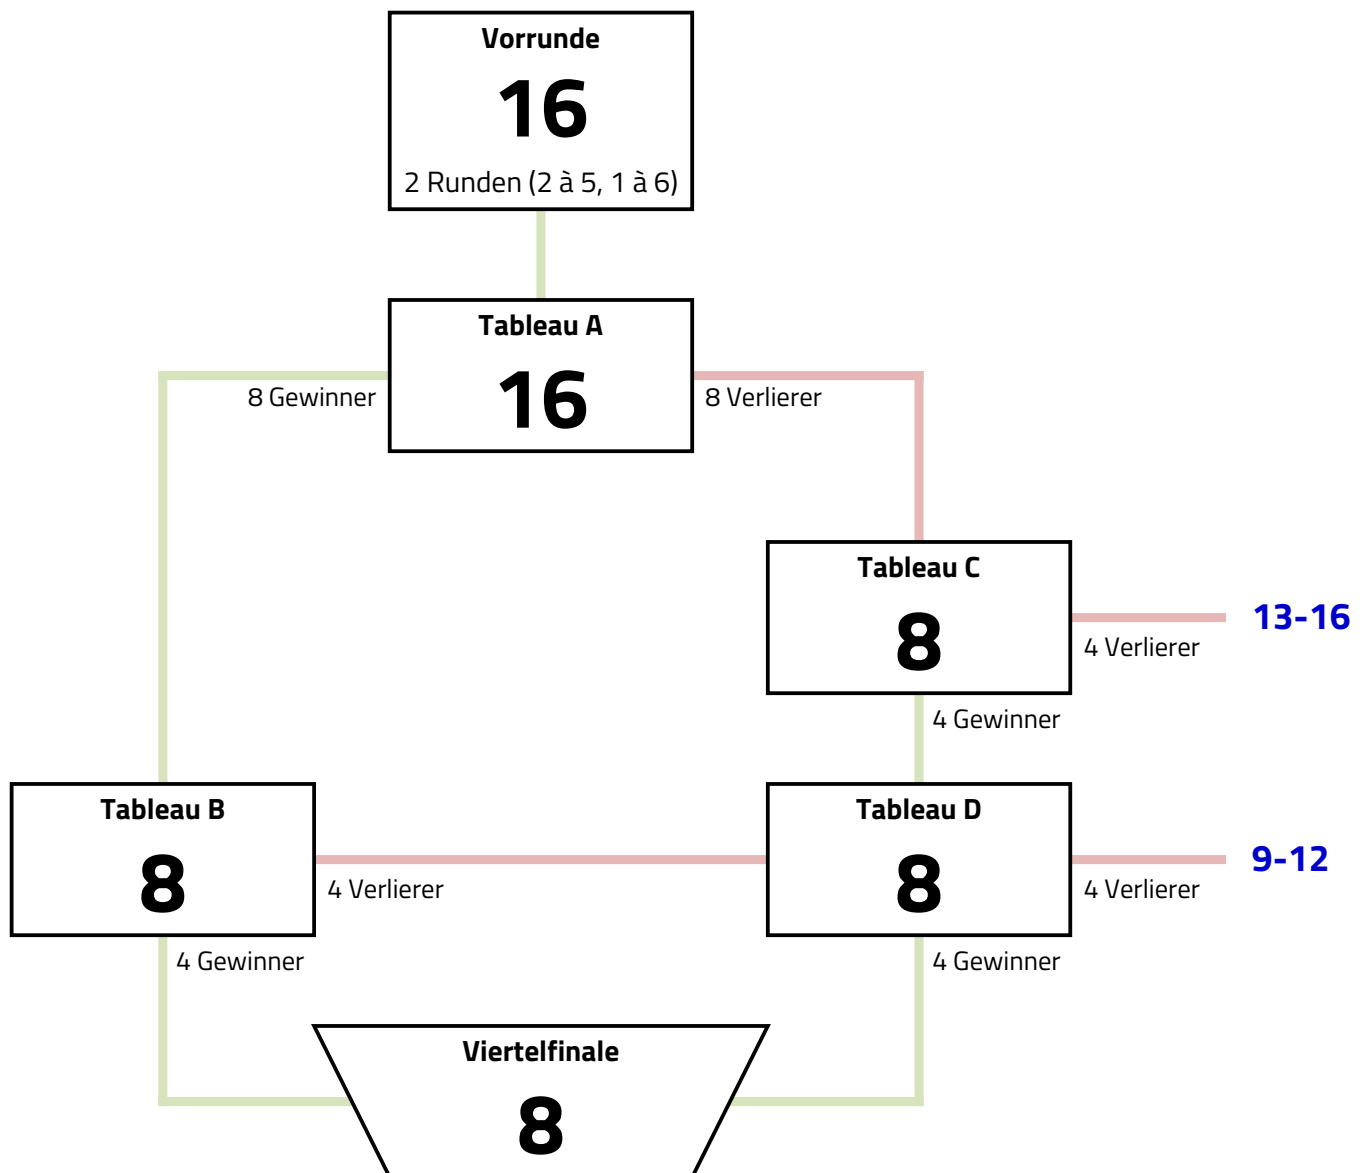 Vorrunde
16
2 Runden (2 à 5, 1 à 6)
Tableau A
16
8 Gewinner
8 Verlierer
Tableau C
8
13-16
4 Verlierer
4 Gewinner
Tableau B
8
4 Verlierer
4 Gewinner
Tableau D
8
9-12
4 Verlierer
4 Gewinner
Viertelfinale
8